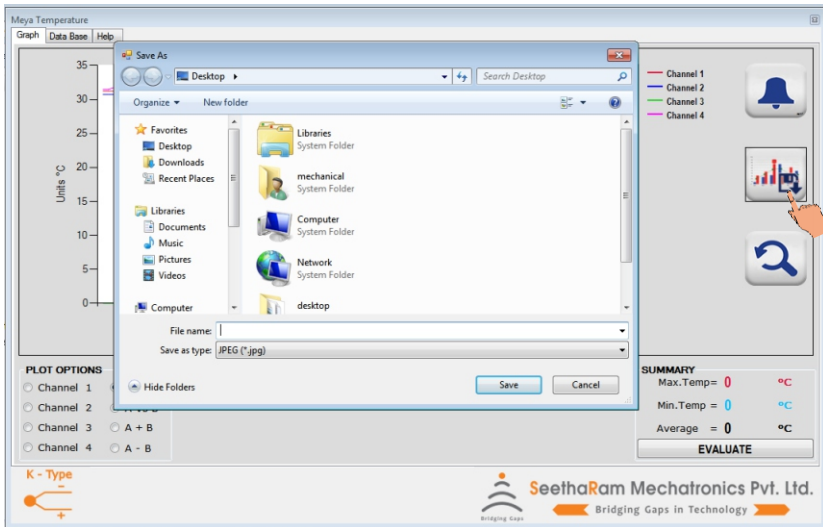 Meya Temperature
Graph Data Base Help
Save As
Desktop
Search Desktop
Organize New folder
Favorites
Desktop
Downloads
Recent Places
Libraries
Documents
Music
Pictures
Videos
Computer
Libraries
System Folder
mechanical
System Folder
Computer
System Folder
Network
System Folder
desktop
File name:
Save as type: JPEG (*.jpg)
Hide Folders Save Cancel
Units °C
35
30
25
20
15
10
5
0
Channel 1
Channel 2
Channel 3
Channel 4
PLOT OPTIONS
Channel 1
Channel 2
Channel 3 A + B
Channel 4 A - B
SUMMARY
Max.Temp= 0 °C
Min.Temp = 0 °C
Average = 0 °C
EVALUATE
K - Type
Bridging Gaps
SeethaRam Mechatronics Pvt. Ltd.
Bridging Gaps in Technology